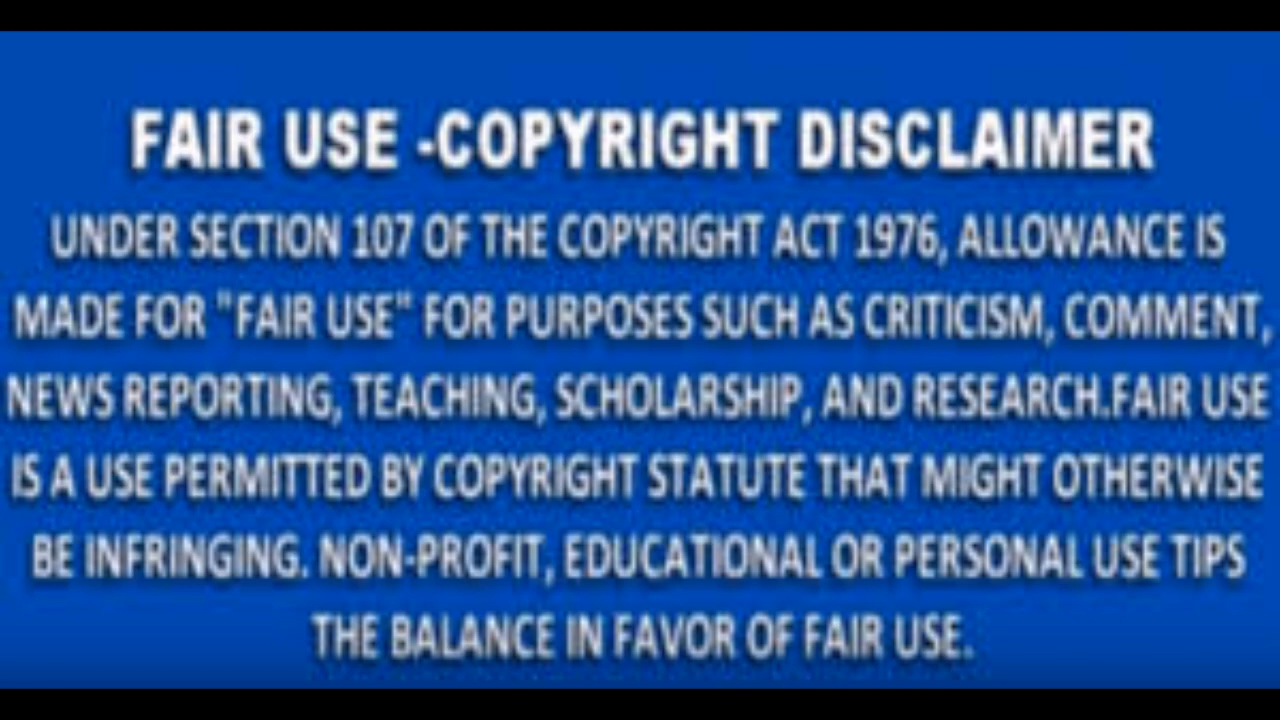 FAIR USE -COPYRIGHT DISCLAIMER
UNDER SECTION 107 OF THE COPYRIGHT ACT 1976, ALLOWANCE IS
MADE FOR "FAIR USE" FOR PURPOSES SUCH AS CRITICISM, COMMENT,
NEWS REPORTING, TEACHING, SCHOLARSHIP, AND RESEARCH.FAIR USE
IS A USE PERMITTED BY COPYRIGHT STATUTE THAT MIGHT OTHERWISE
BE INFRINGING. NON-PROFIT, EDUCATIONAL OR PERSONAL USE TIPS
THE BALANCE IN FAVOR OF FAIR USE.